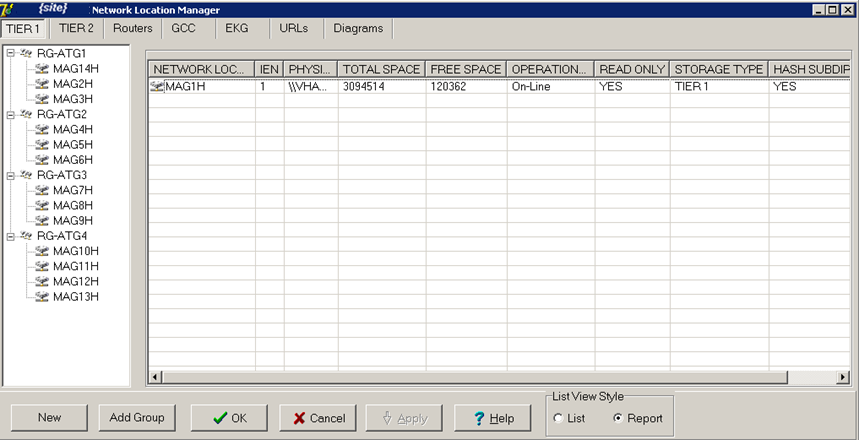 {site} Network Location Manager
TIER 1 TIER 2 Routers GCC EKG URLs Diagrams
RG-ATG1
MAG14H
MAG2H
MAG3H
RG-ATG2
MAG4H
MAG5H
MAG6H
RG-ATG3
MAG7H
MAG8H
MAG9H
RG-ATG4
MAG10H
MAG11H
MAG12H
MAG13H
NETWORK LOC... IEN PHYSI... TOTAL SPACE FREE SPACE OPERATION... READ ONLY STORAGE TYPE HASH SUBDIR
MAG1H 1 \\VHA... 3094514 120362 On-Line YES TIER 1 YES
New Add Group OK Cancel Apply Help
List View Style
List Report